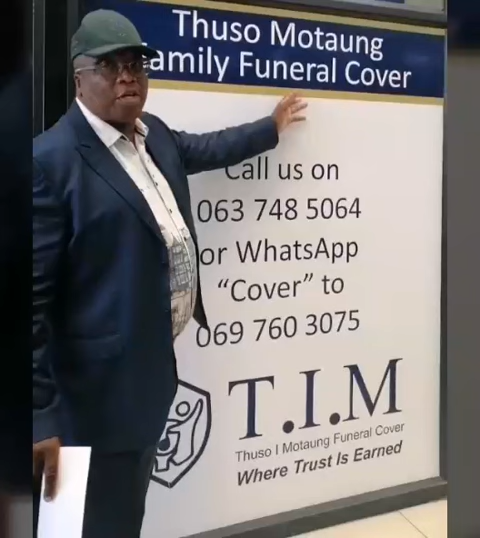 Thuso Motaung
Family Funeral Cover
Call us on
063 748 5064
or WhatsApp
“Cover” to
069 760 3075
T.I.M
Thuso I Motaung Funeral Cover
Where Trust Is Earned